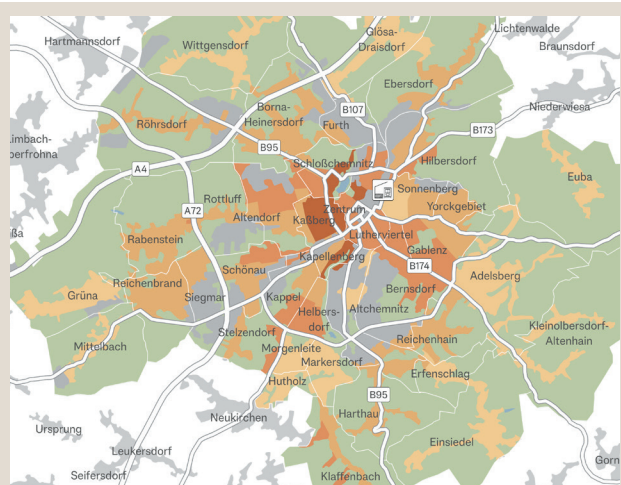 Hartmannsdorf
Wittgensdorf
Glösa-
Draisdorf
Lichtenwalde
Braunsdorf
Ebersdorf
Niederwiesa
Borna-
Heinersdorf
B107
Furth
Röhrsdorf
B95
B173
A4
Schloßchemnitz
Hilbersdorf
Euba
Rottluff
A72
Altendorf
Sonnenberg
Zentrum
Yorckgebiet
Kaßberg
Lutherviertel
Rabenstein
Kapellenberg
Gablenz
B174
Adelsberg
Reichenbrand
Schönau
Bernsdorf
Grüna
Siegmar
Kappel
Helbers-
dorf
Altchemnitz
Kleinolbersdorf-
Altenhain
Mittelbach
Stelzendorf
Reichenhain
Morgenleite
Markersdorf
Erfenschlag
Hutholz
B95
Neukirchen
Harthau
Ursprung
Einsiedel
Leukersdorf
Seifersdorf
Klaffenbach
Gorn